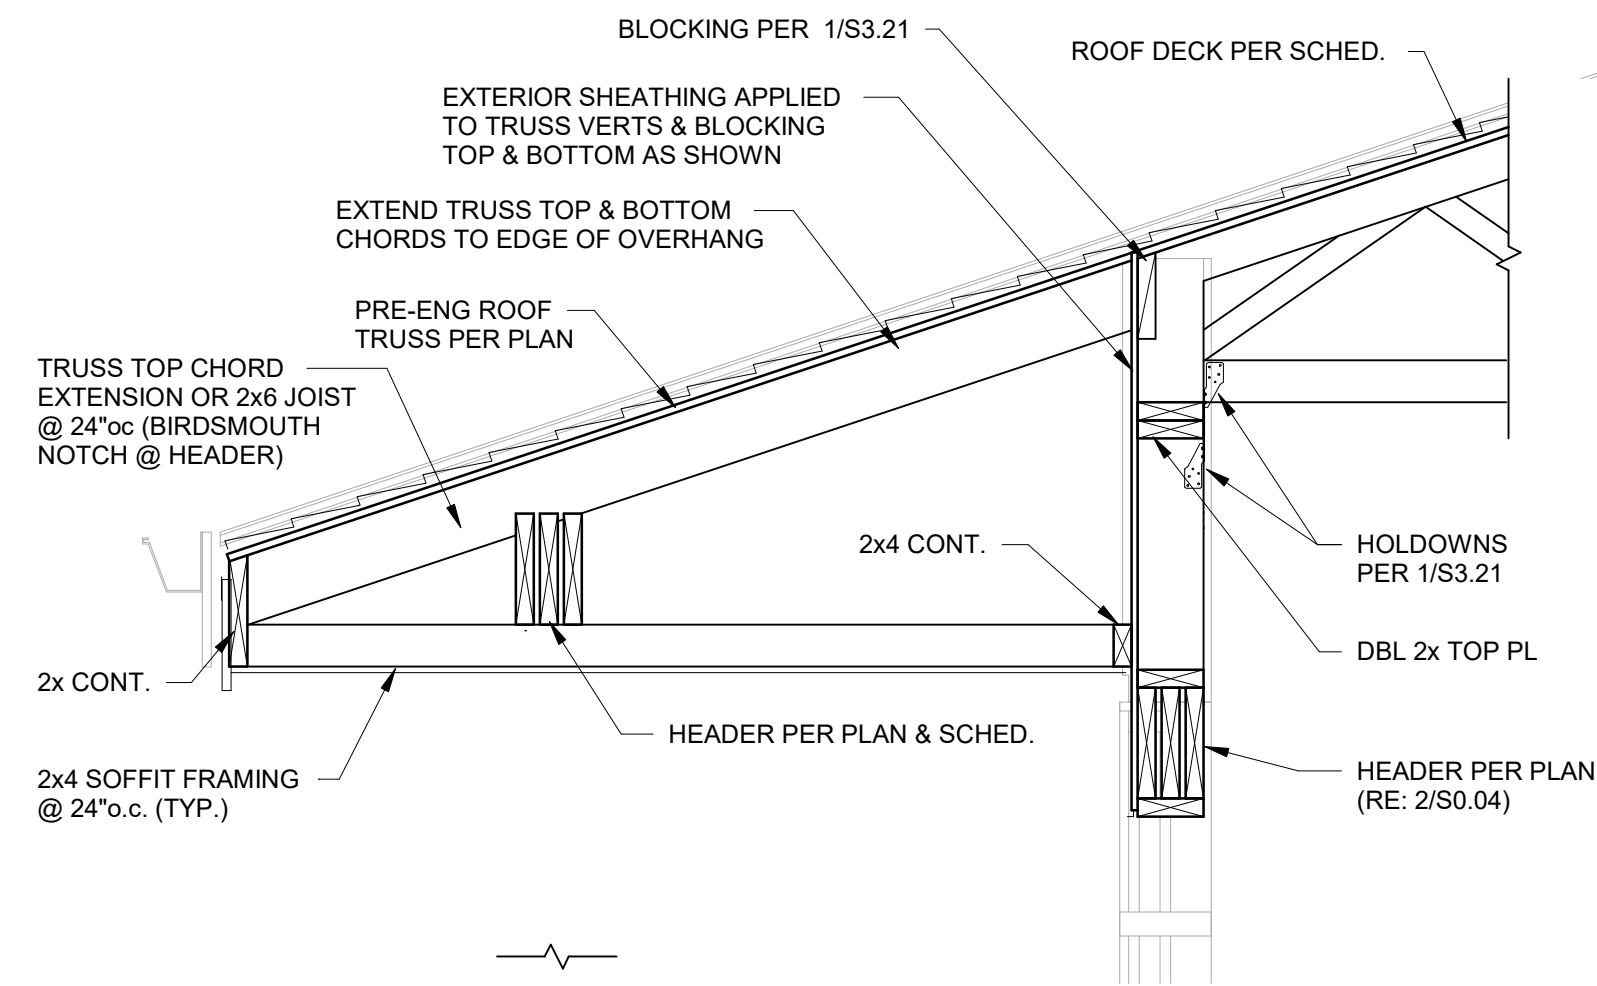 BLOCKING PER 1/S3.21
ROOF DECK PER SCHED.
EXTERIOR SHEATHING APPLIED
TO TRUSS VERTS & BLOCKING
TOP & BOTTOM AS SHOWN
EXTEND TRUSS TOP & BOTTOM
CHORDS TO EDGE OF OVERHANG
PRE-ENG ROOF
TRUSS PER PLAN
TRUSS TOP CHORD
EXTENSION OR 2x6 JOIST
@ 24"oc (BIRDSMOUTH
NOTCH @ HEADER)
2x4 CONT.
HOLDOWNS
PER 1/S3.21
DBL 2x TOP PL
2x CONT.
HEADER PER PLAN & SCHED.
2x4 SOFFIT FRAMING
@ 24"o.c. (TYP.)
HEADER PER PLAN
(RE: 2/S0.04)